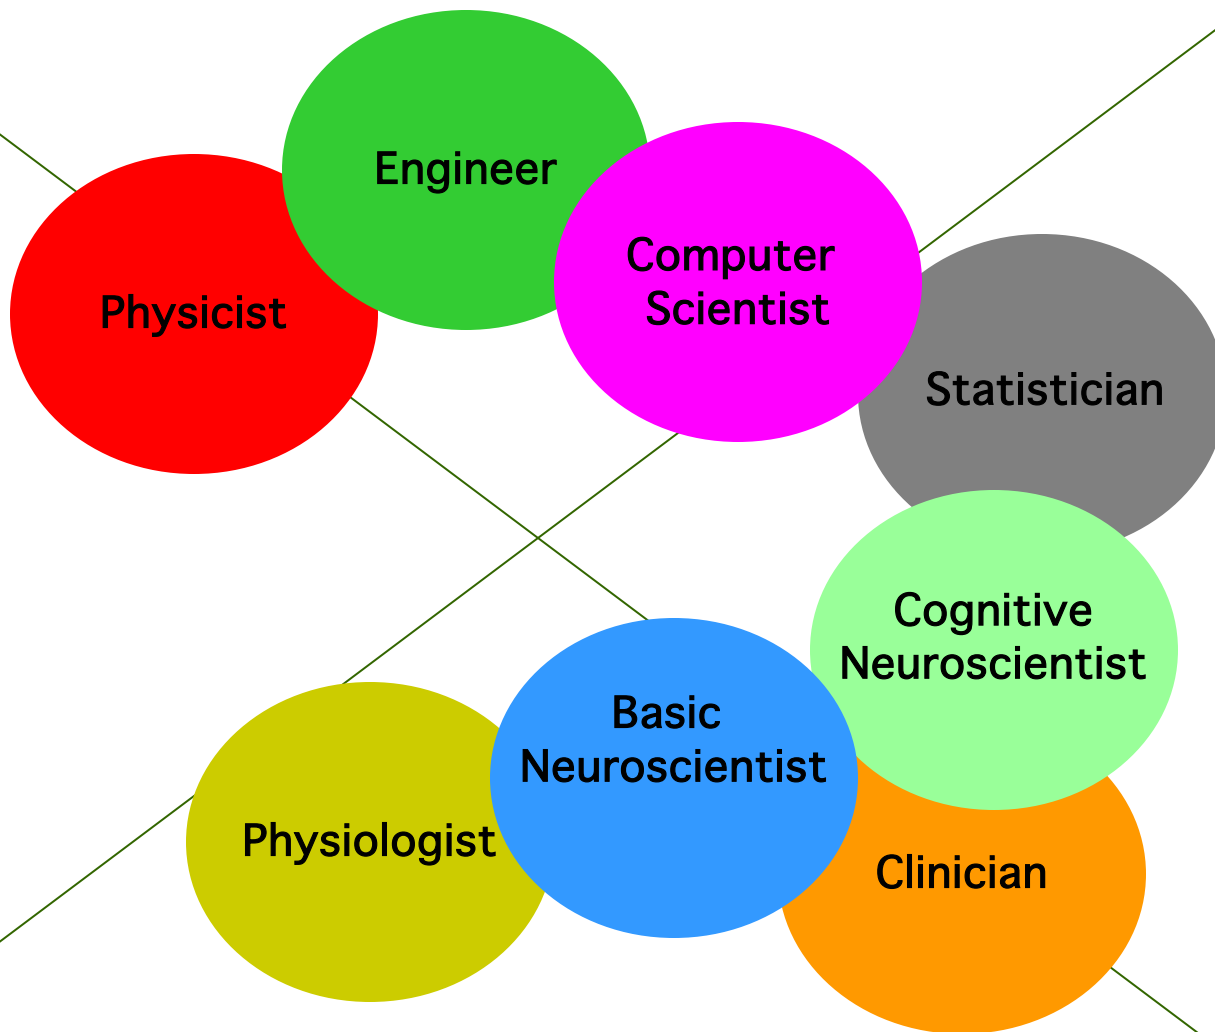 Engineer
Computer
Scientist
Physicist
Statistician
Cognitive
Neuroscientist
Basic
Neuroscientist
Physiologist
Clinician